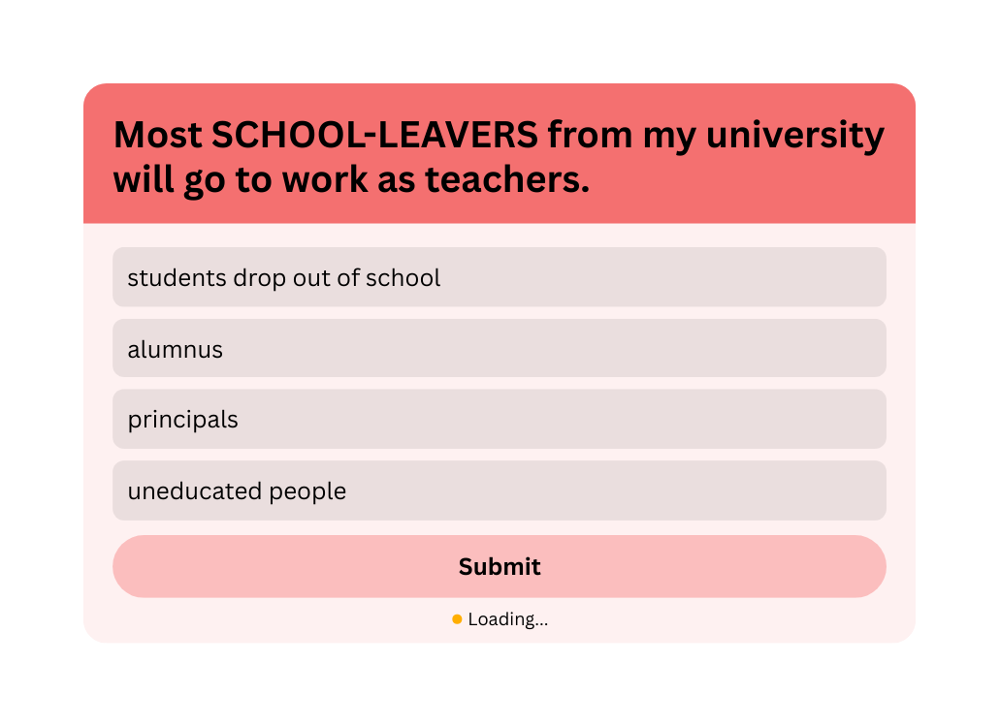 Most SCHOOL-LEAVERS from my university
will go to work as teachers.
students drop out of school
alumnus
principals
uneducated people
Submit
Loading...